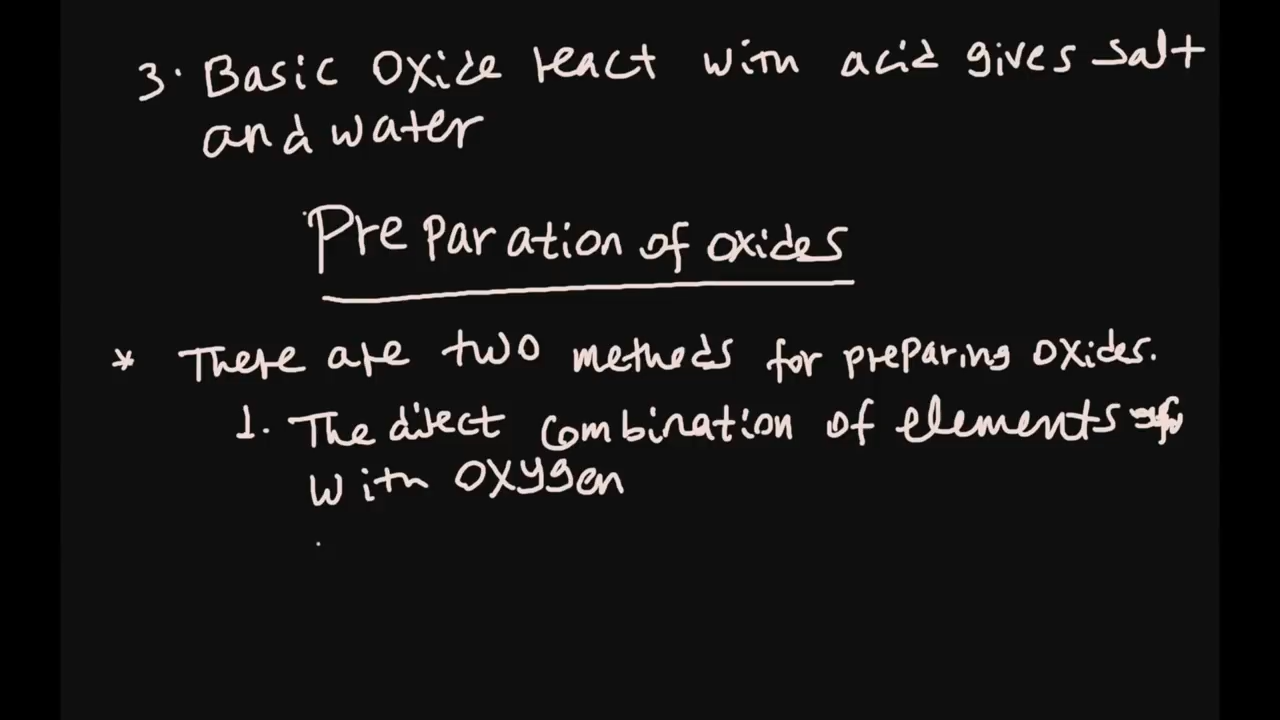 3. Basic Oxide react with acid gives salt
and water
Preparation of oxides
* There are two methods for preparing oxides.
1. The direct combination of elements
with oxygen